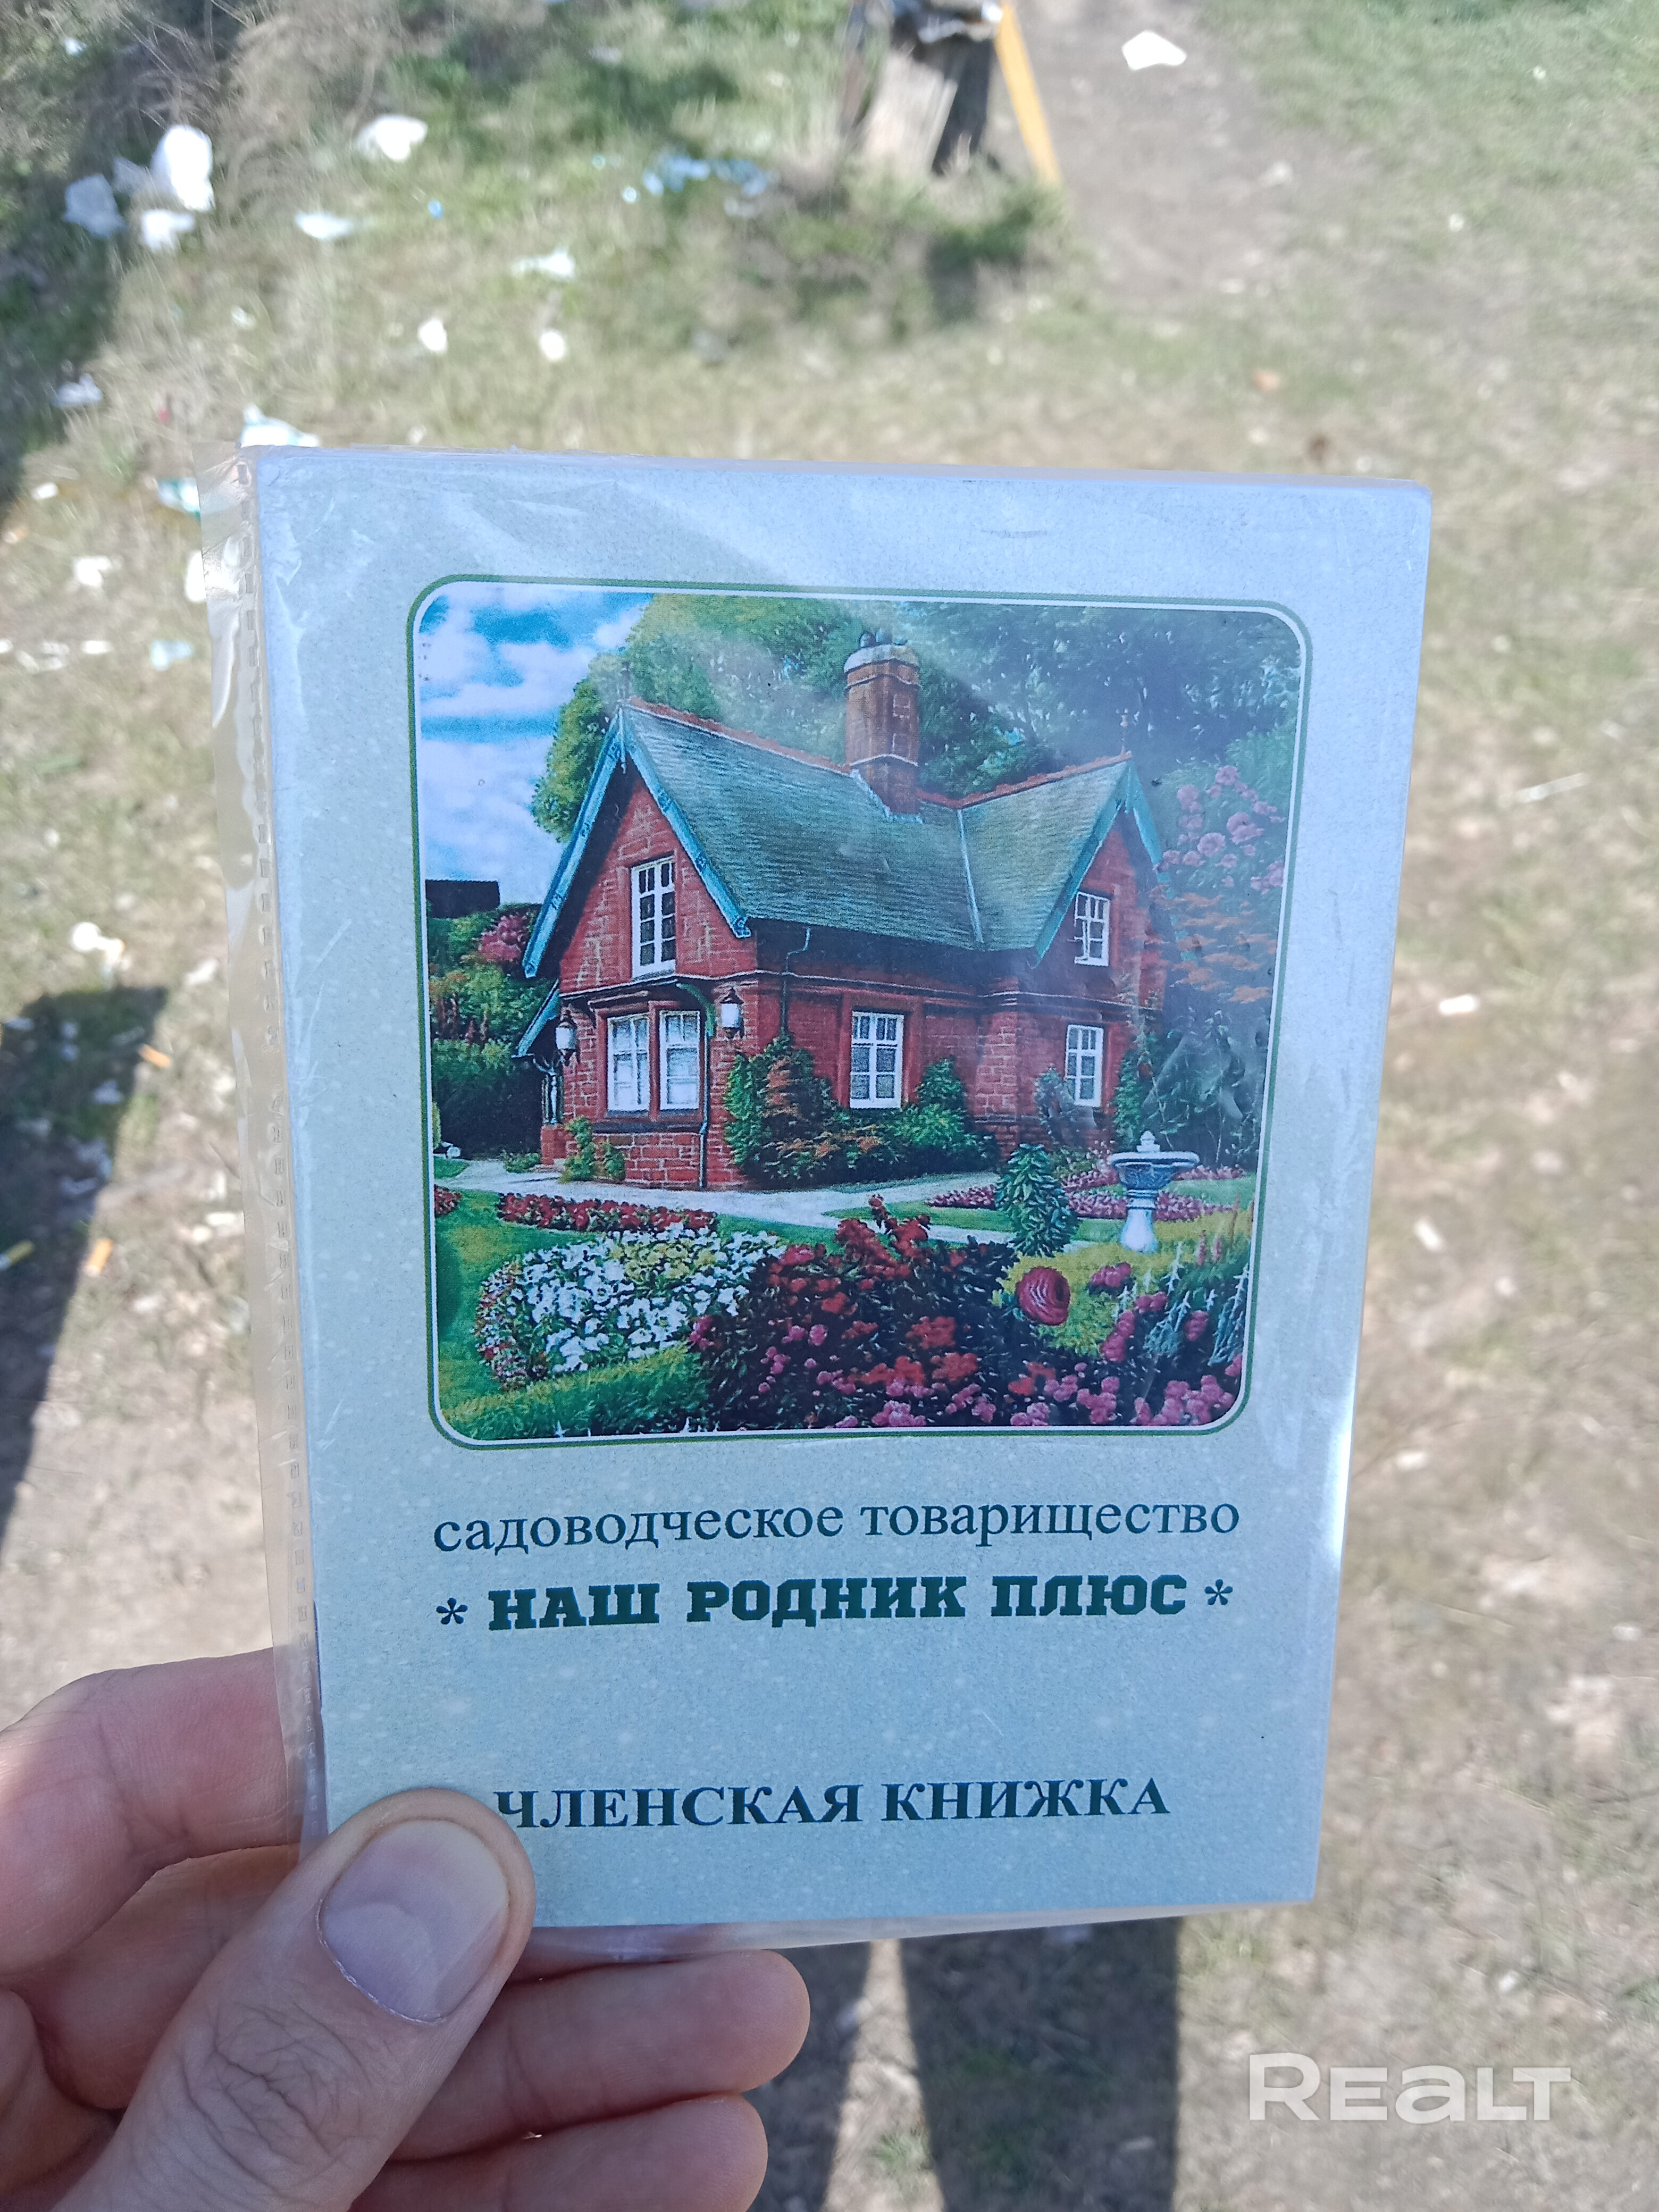 садоводческое товарищество
* НАШ РОДНИК ПЛЮС *
ЧЛЕНСКАЯ КНИЖКА
REALT